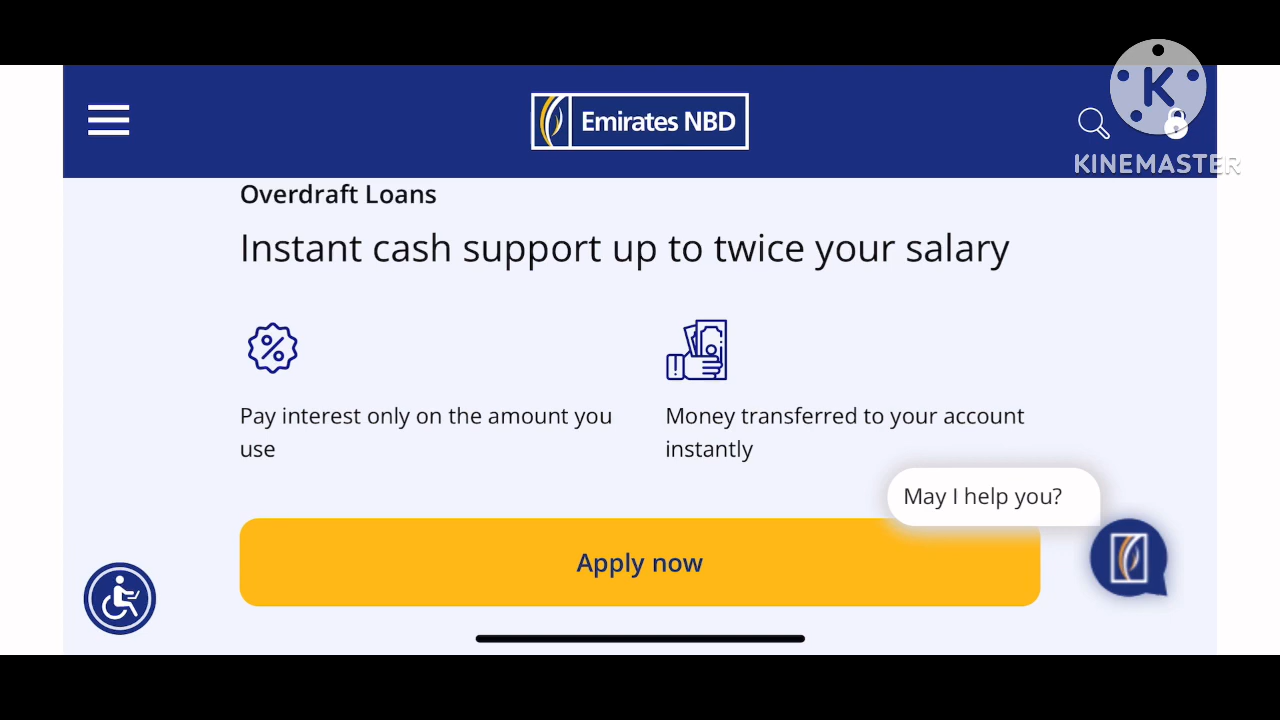 Emirates NBD
K
KINEMASTER
Overdraft Loans
Instant cash support up to twice your salary
Pay interest only on the amount you
use
Money transferred to your account
instantly
May I help you?
Apply now